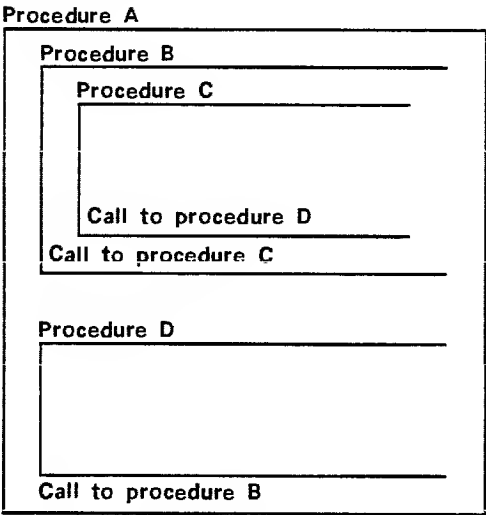 Procedure A
Procedure B
Procedure C
Call to procedure D
Call to procedure C
Procedure D
Call to procedure B